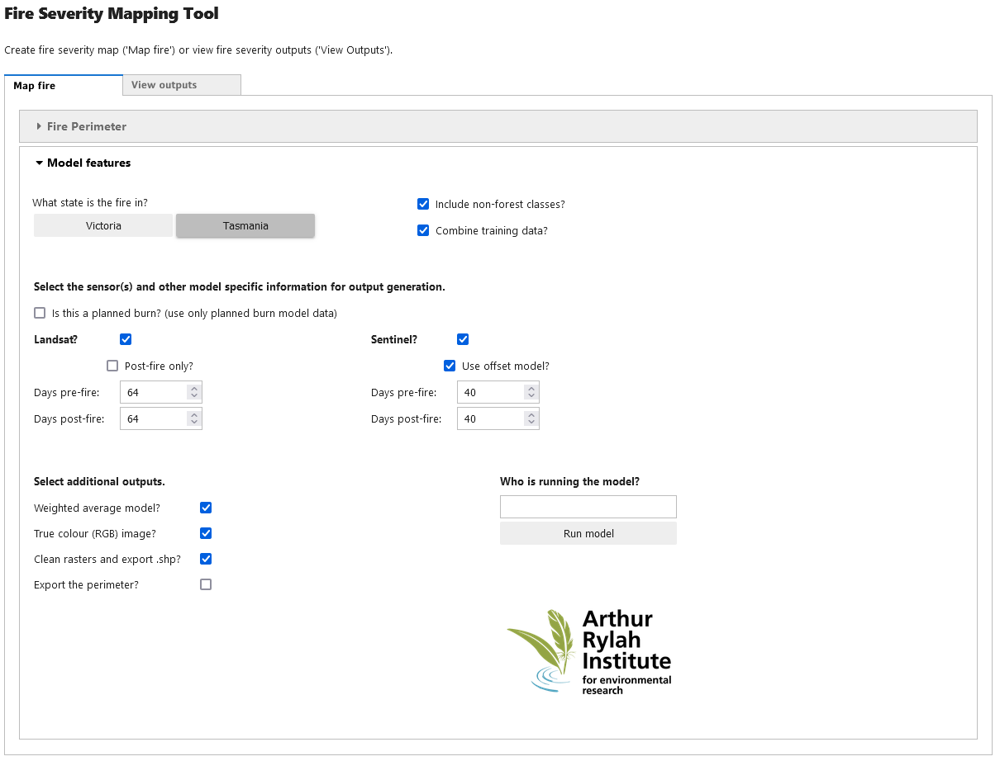 Fire Severity Mapping Tool
Create fire severity map ('Map fire') or view fire severity outputs ('View Outputs').
Map fire
View outputs
Fire Perimeter
Model features
What state is the fire in?
Victoria
Tasmania
Include non-forest classes?
Combine training data?
Select the sensor(s) and other model specific information for output generation.
Is this a planned burn? (use only planned burn model data)
Landsat?
Post-fire only?
Days pre-fire:
64
Days post-fire:
64
Sentinel?
Use offset model?
Days pre-fire:
40
Days post-fire:
40
Select additional outputs.
Weighted average model?
True colour (RGB) image?
Clean rasters and export .shp?
Export the perimeter?
Who is running the model?
Run model
Arthur
Rylah
Institute
for environmental
research